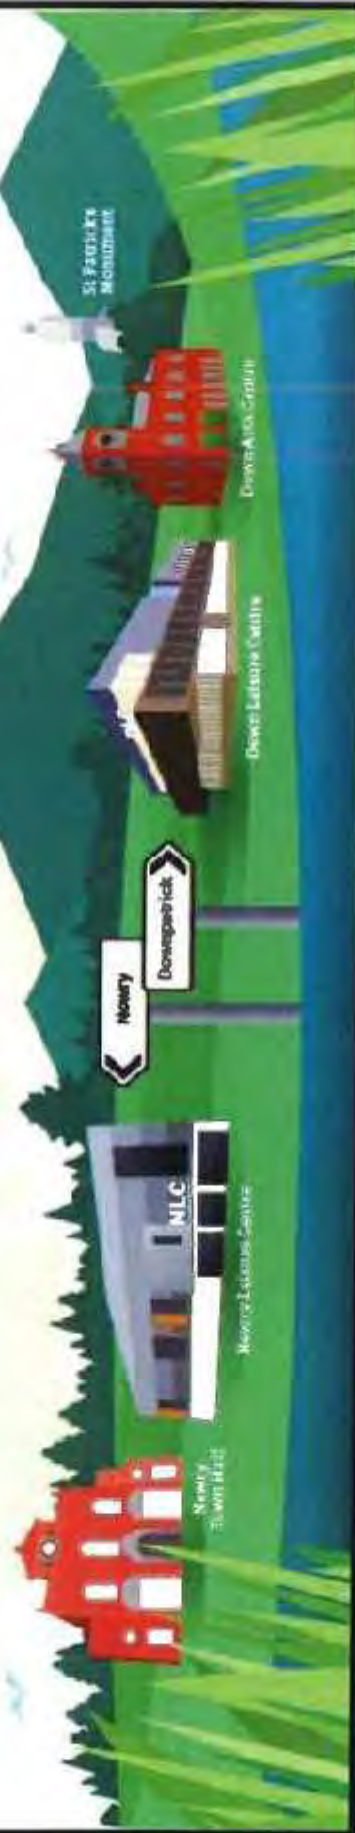 Newry
Town Hall
NLC
Newry Leisure Centre
Newry
Downpatrick
Down Leisure Centre
Down Arts Centre
St Patrick's
Monument